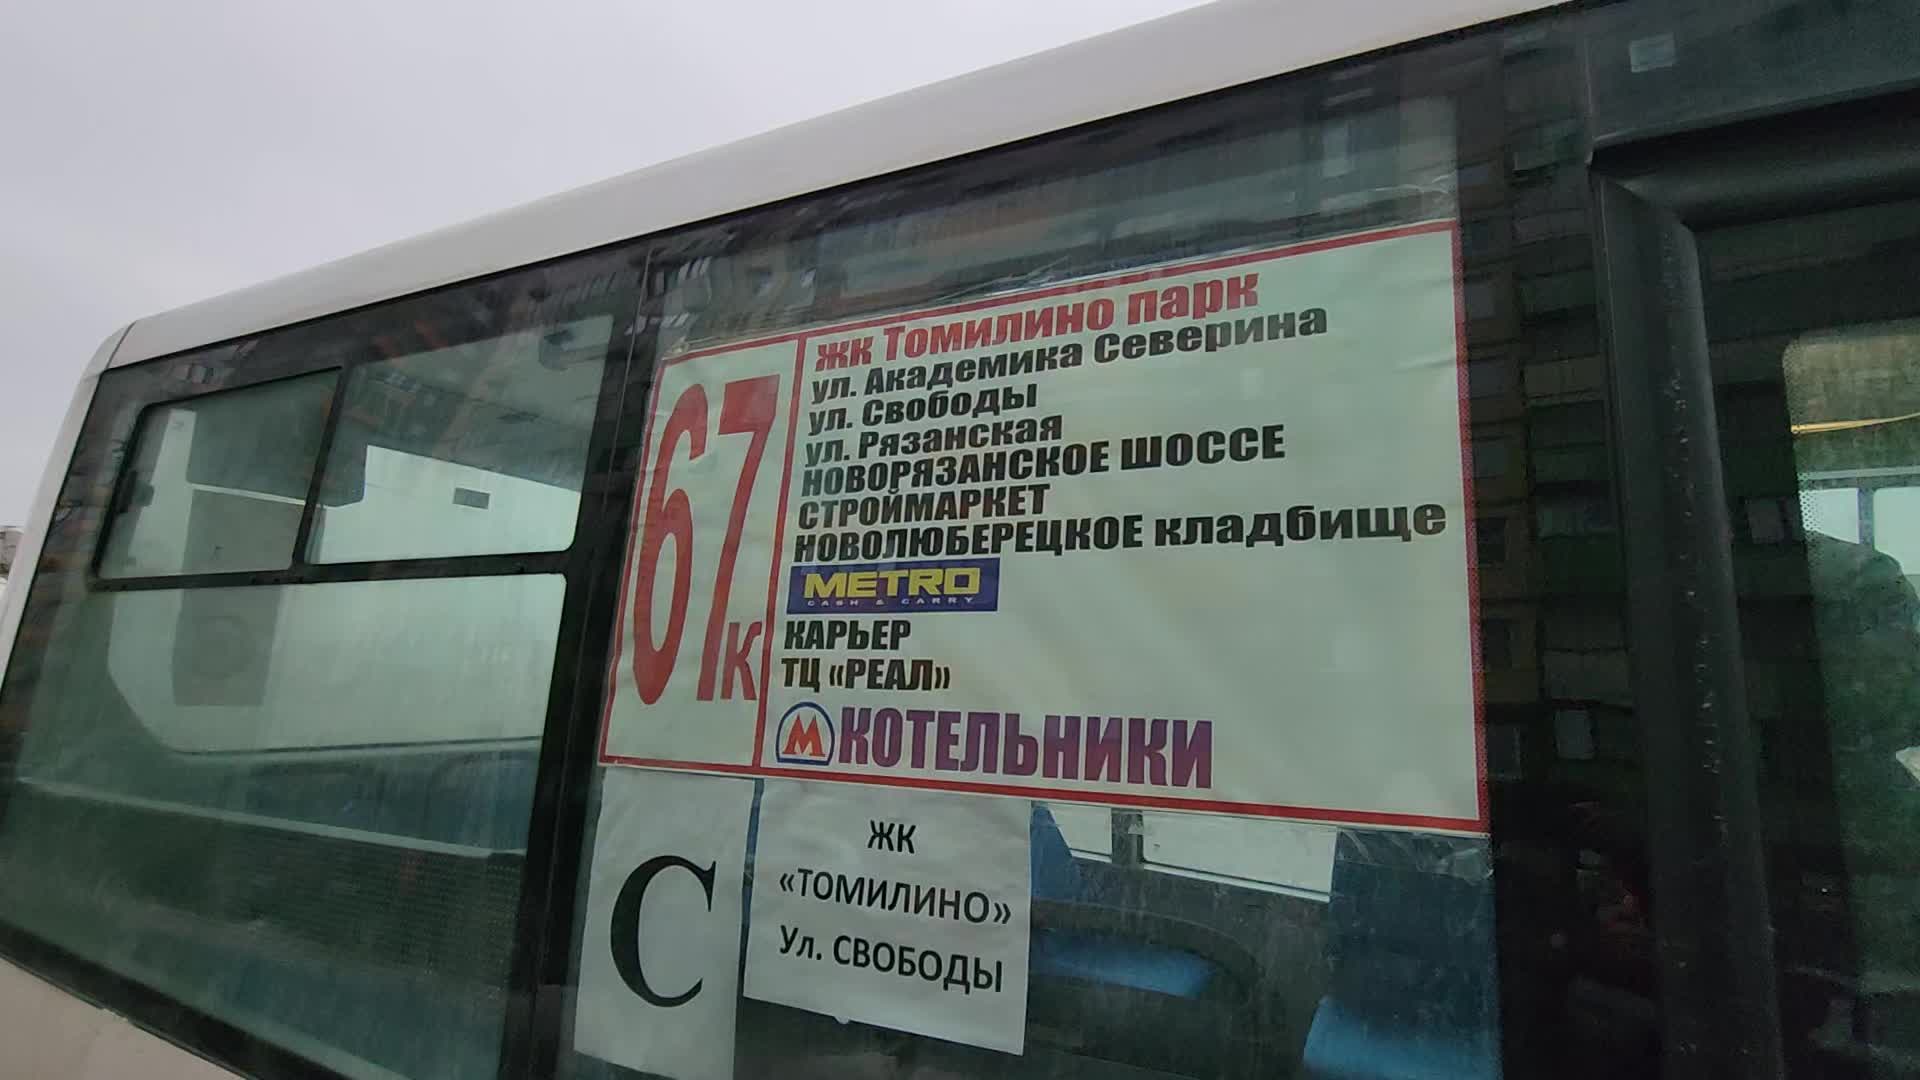 67к
ЖК Томилино парк
ул. Академика Северина
ул. Свободы
ул. Рязанская
НОВОРЯЗАНСКОЕ ШОССЕ
СТРОЙМАРКЕТ
НОВОЛЮБЕРЕЦКОЕ кладбище
METRO
CASH & CARRY
КАРЬЕР
ТЦ «РЕАЛ»
М КОТЕЛЬНИКИ
С
ЖК
«ТОМИЛИНО»
Ул. СВОБОДЫ